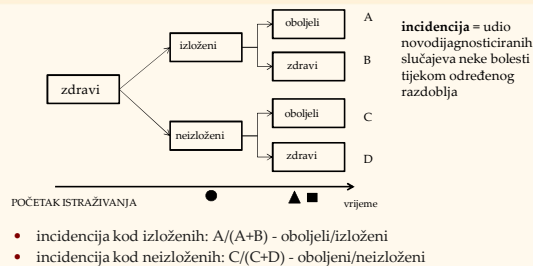 zdravi
izloženi
neizloženi
oboljeli
A
zdravi
B
oboljeli
C
zdravi
D
incidencija = udio
novodijagnosticiranih
slučajeva neke bolesti
tijekom određenog
razdoblja
POČETAK ISTRAŽIVANJA
vrijeme
• incidencija kod izloženih: A/(A+B) - oboljeli/izloženi
• incidencija kod neizloženih: C/(C+D) - oboljeni/neizloženi